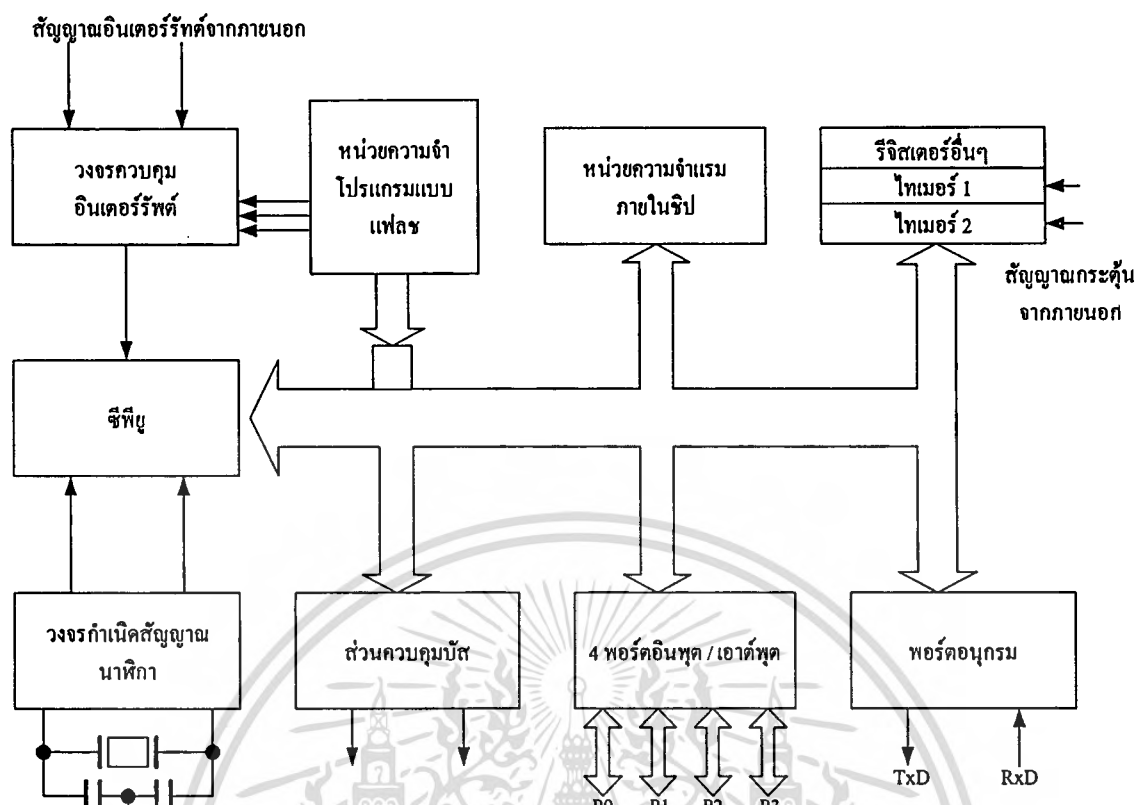 สัญญาณอินเตอร์รัทต์จากภายนอก
วงจรควบคุม
อินเตอร์รัพต์
หน่วยความจำ
โปรแกรมแบบ
แฟลช
หน่วยความจำแรม
ภายในชิป
รีจิสเตอร์อื่นๆ
ไทเมอร์ 1
ไทเมอร์ 2
สัญญาณกระตุ้น
จากภายนอก
ซีพียู
วงจรกำเนิดสัญญาณ
นาฬิกา
ส่วนควบคุมบัส
4 พอร์ตอินพุต / เอาต์พุต
พอร์ตอนุกรม
TxD
RxD
P0 P1 P2 P3